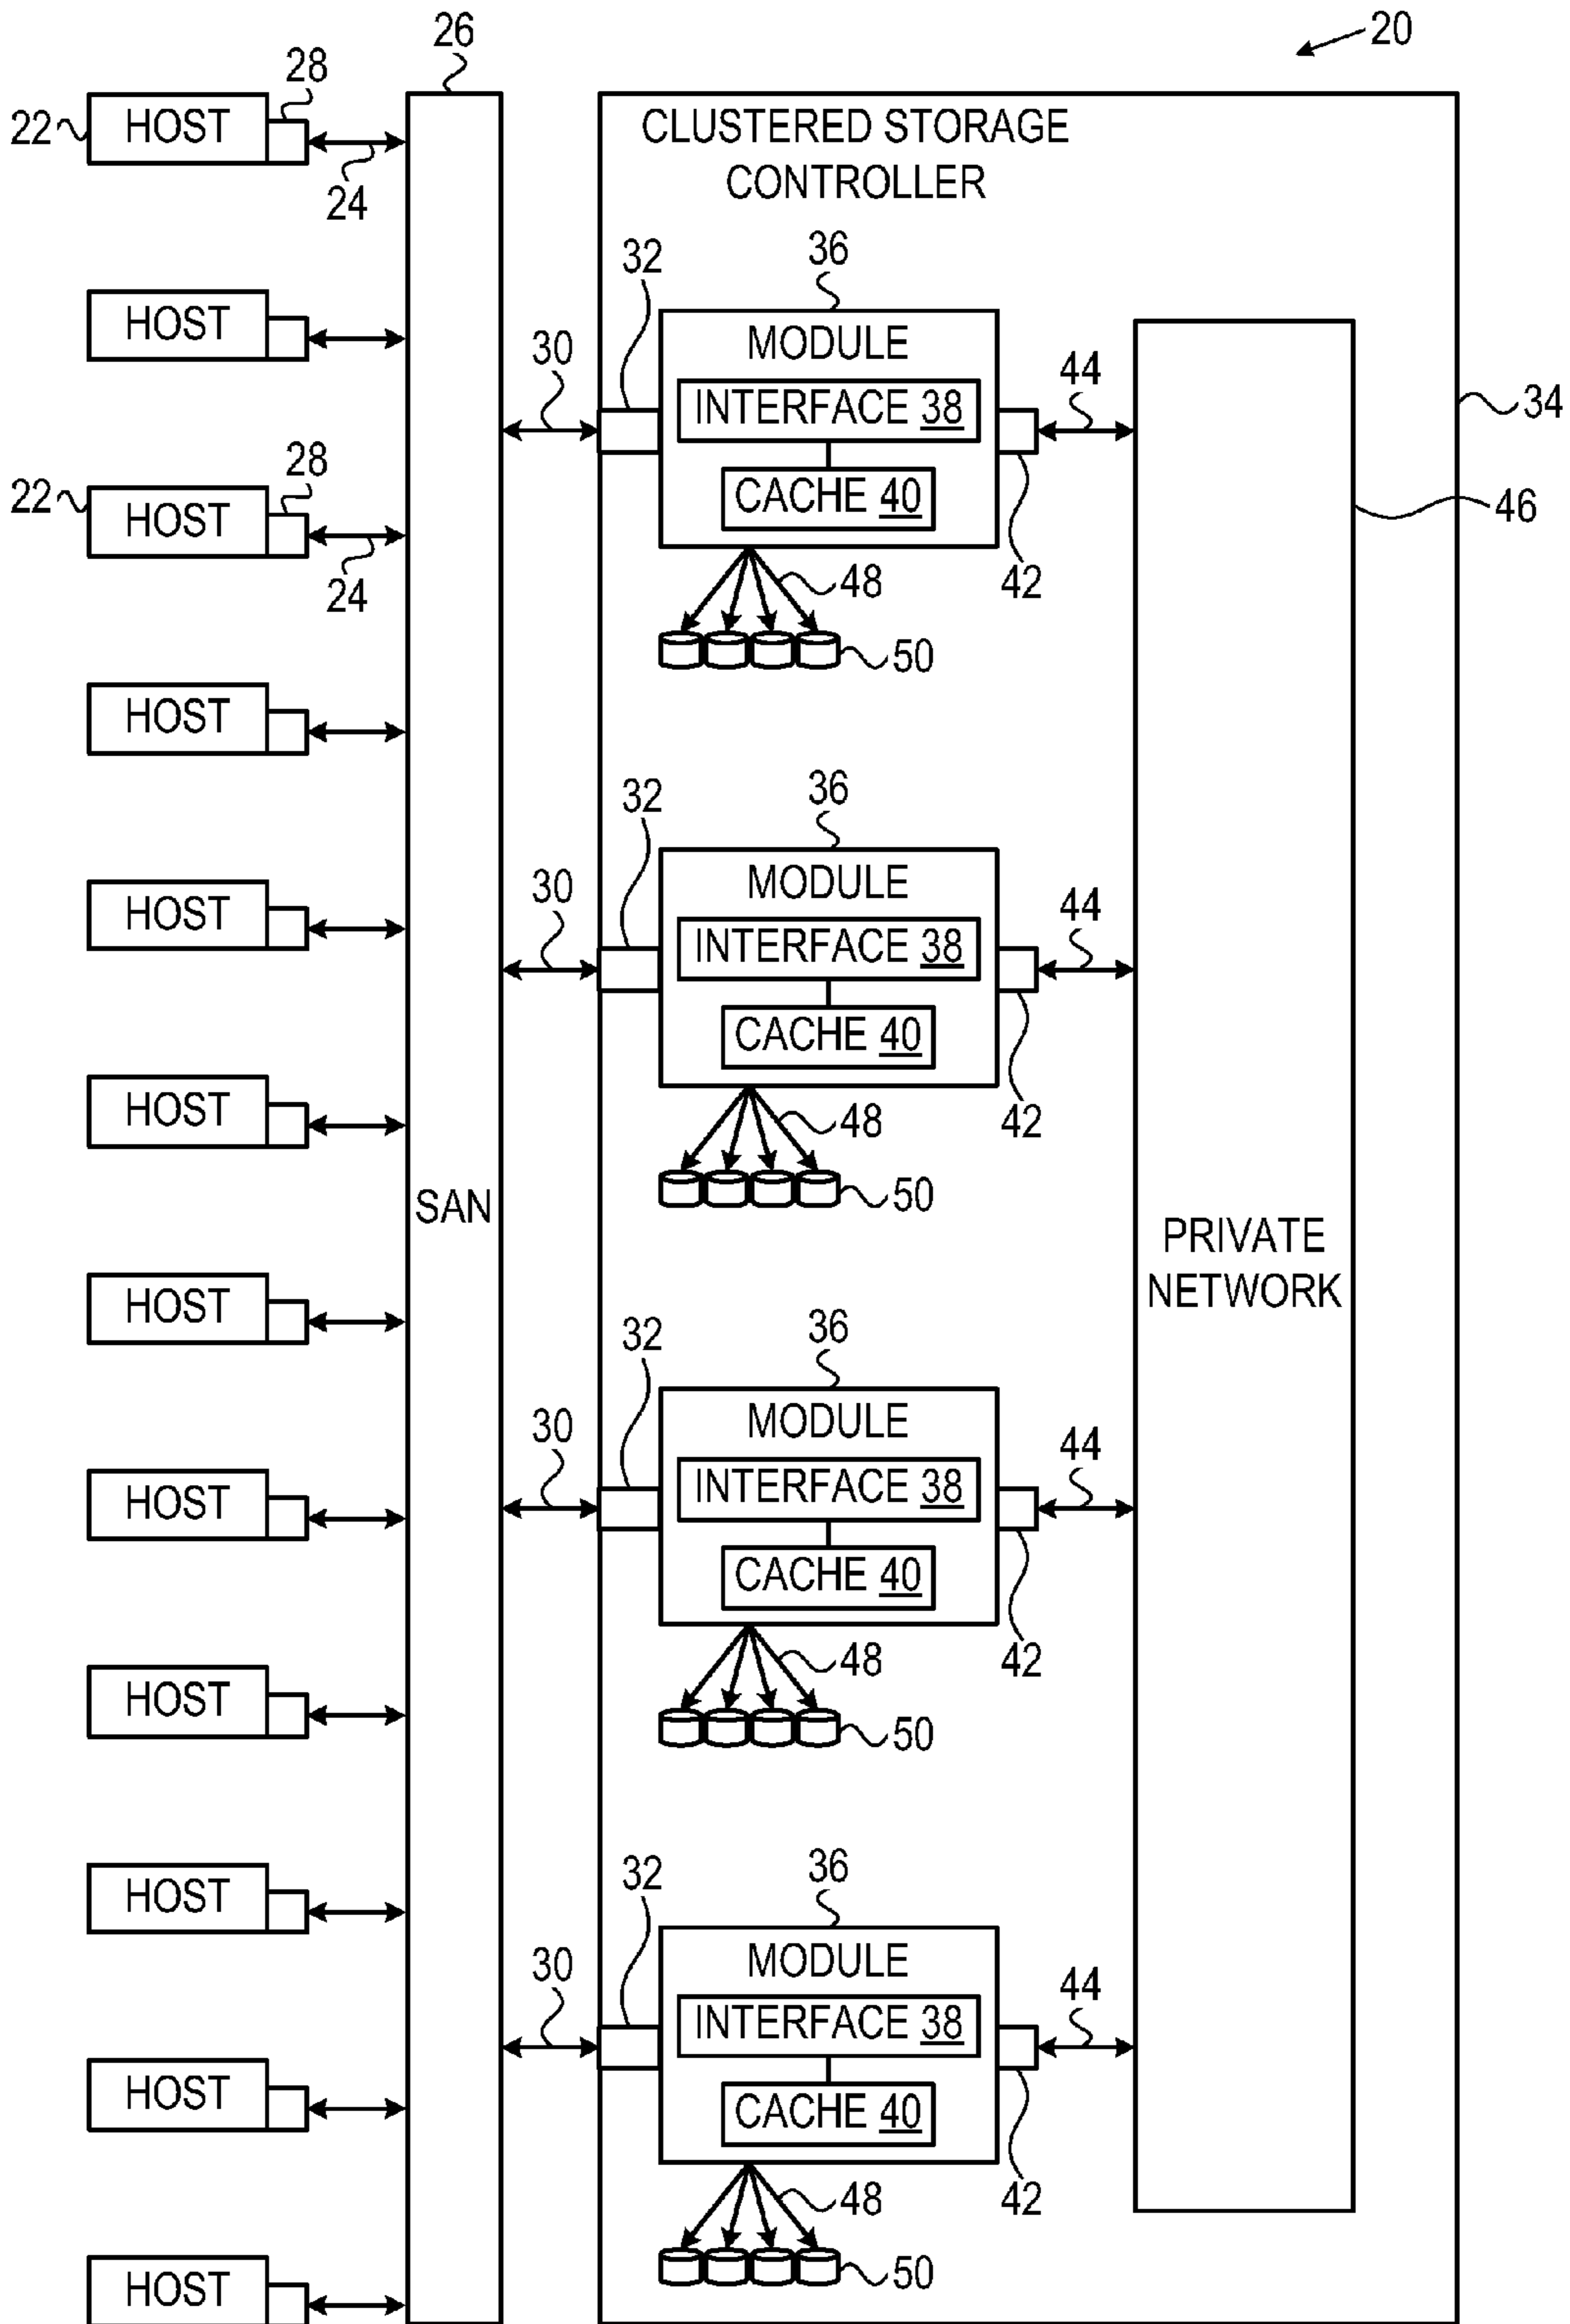 20
26
28
22 HOST
24
CLUSTERED STORAGE
CONTROLLER
HOST
28
22 HOST
24
HOST
HOST
HOST
HOST
HOST
HOST
HOST
HOST
HOST
SAN
30
32
36
MODULE
INTERFACE 38
CACHE 40
44
42
48
50
30
32
36
MODULE
INTERFACE 38
CACHE 40
44
42
48
50
30
32
36
MODULE
INTERFACE 38
CACHE 40
44
42
48
50
30
32
36
MODULE
INTERFACE 38
CACHE 40
44
42
48
50
PRIVATE
NETWORK
34
46